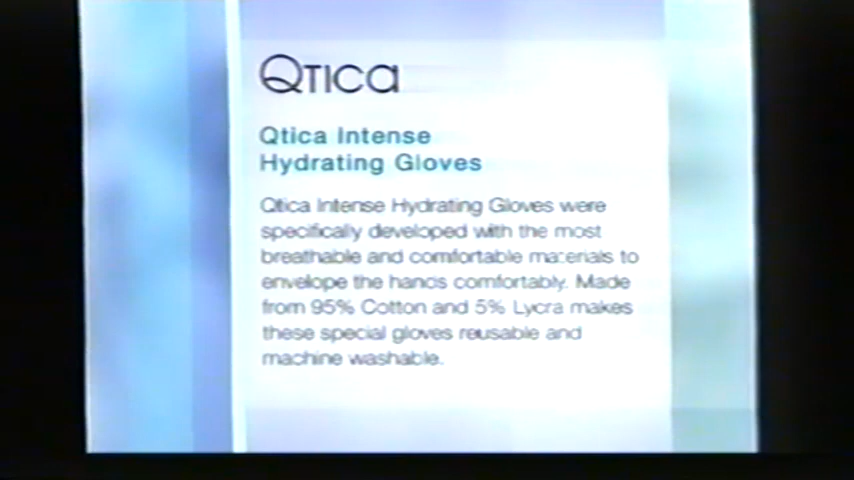 QTICA
Qtica Intense
Hydrating Gloves
Qtica Intense Hydrating Gloves were
specifically developed with the most
breathable and comfortable materials to
envelope the hands comfortably. Made
from 95% Cotton and 5% Lycra makes
these special gloves reusable and
machine washable.